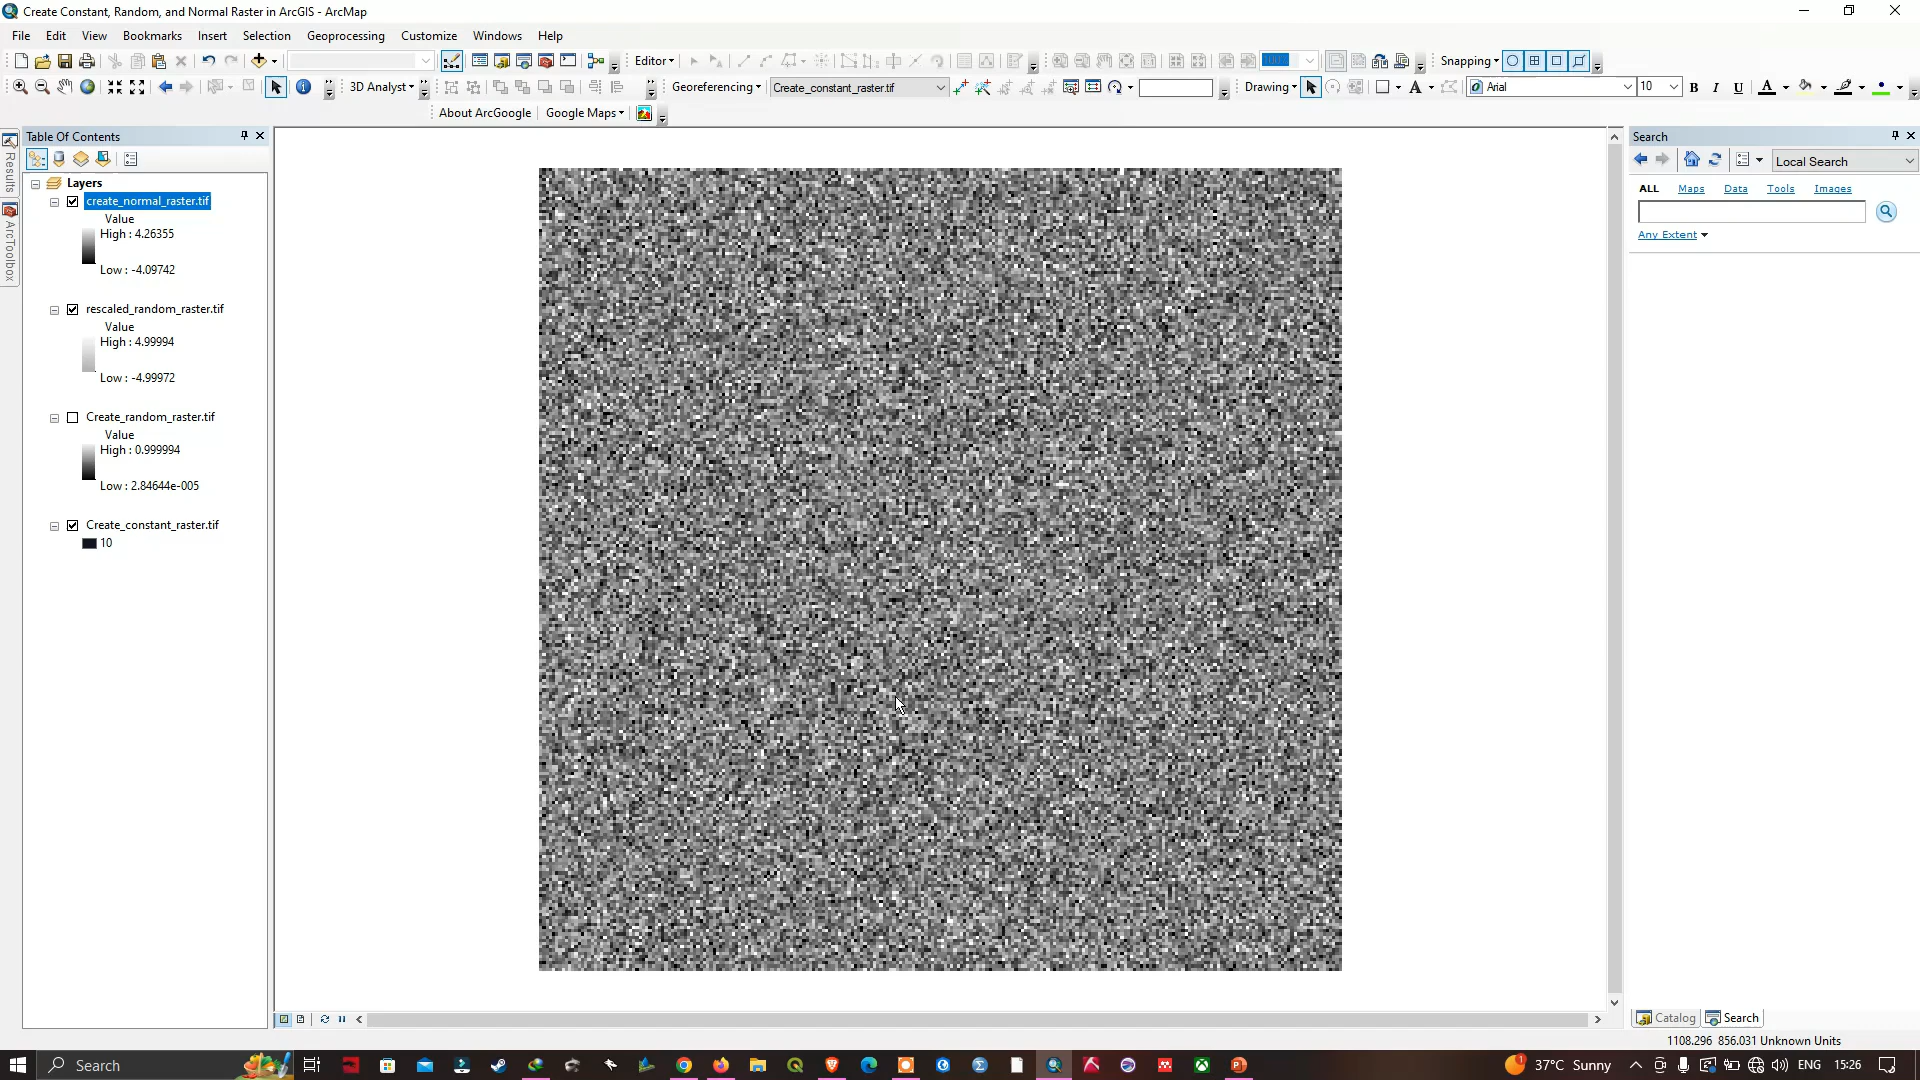 Create Constant, Random, and Normal Raster in ArcGIS - ArcMap
File Edit View Bookmarks Insert Selection Geoprocessing Customize Windows Help
Editor
100%
Snapping
3D Analyst
Georeferencing
Create_constant_raster.tif
Drawing
Arial
10
B I U A
About ArcGoogle
Google Maps
Table Of Contents
Results
ArcToolbox
Layers
create_normal_raster.tif
Value
High : 4.26355
Low : -4.09742
rescaled_random_raster.tif
Value
High : 4.99994
Low : -4.99972
Create_random_raster.tif
Value
High : 0.999994
Low : 2.84644e-005
Create_constant_raster.tif
10
Search
Local Search
ALL Maps Data Tools Images
Any Extent
Catalog
Search
1108.296 856.031 Unknown Units
Search
37°C Sunny
ENG
15:26